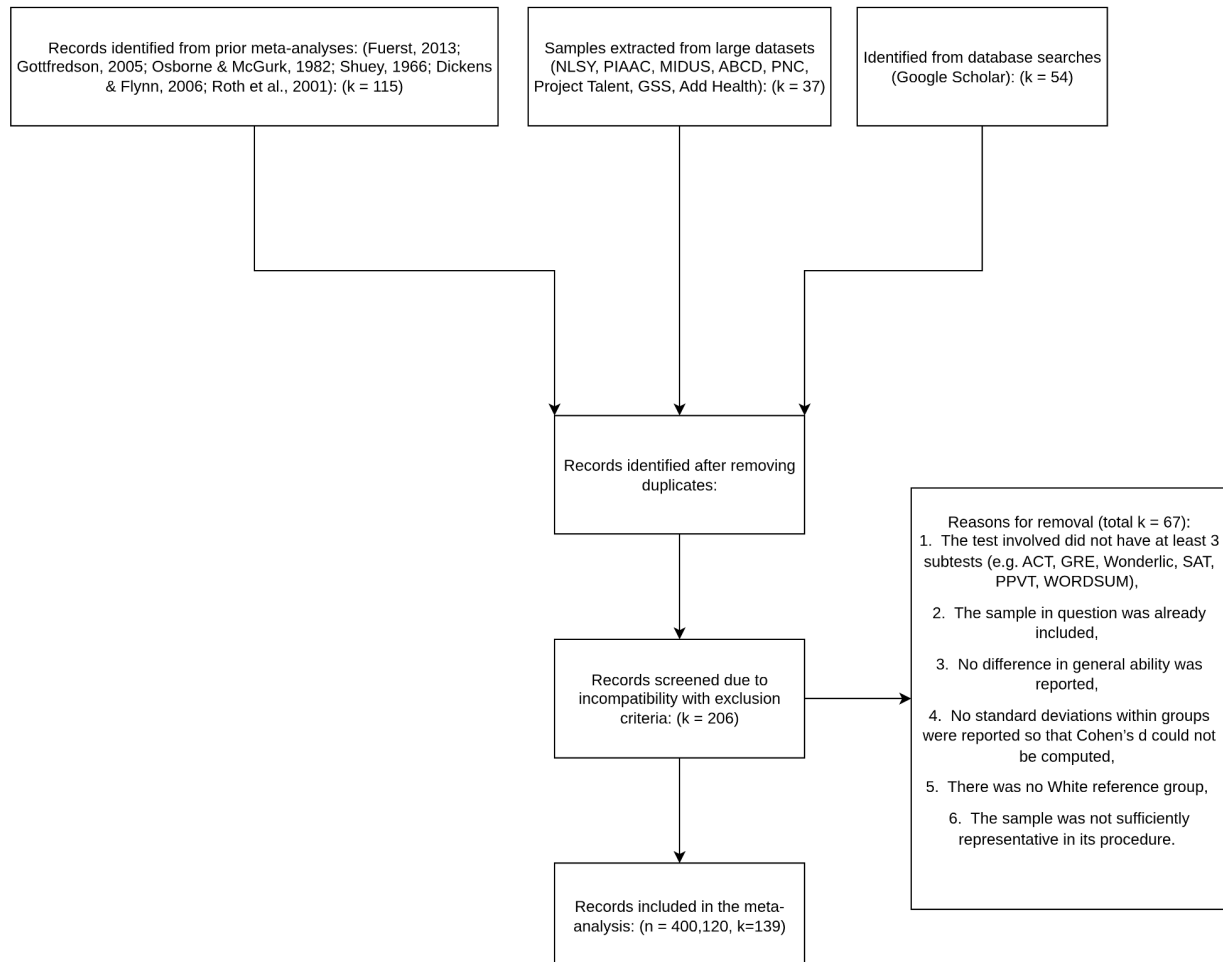 Records identified from prior meta-analyses: (Fuerst, 2013;
Gottfredson, 2005; Osborne & McGurk, 1982; Shuey, 1966; Dickens
& Flynn, 2006; Roth et al., 2001): (k = 115)
Samples extracted from large datasets
(NLSY, PIAAC, MIDUS, ABCD, PNC,
Project Talent, GSS, Add Health): (k = 37)
Identified from database searches
(Google Scholar): (k = 54)
Records identified after removing
duplicates:
Records screened due to
incompatibility with exclusion
criteria: (k = 206)
Reasons for removal (total k = 67):
1. The test involved did not have at least 3
subtests (e.g. ACT, GRE, Wonderlic, SAT,
PPVT, WORDSUM),
2. The sample in question was already
included,
3. No difference in general ability was
reported,
4. No standard deviations within groups
were reported so that Cohen’s d could not
be computed,
5. There was no White reference group,
6. The sample was not sufficiently
representative in its procedure.
Records included in the meta-
analysis: (n = 400,120, k=139)